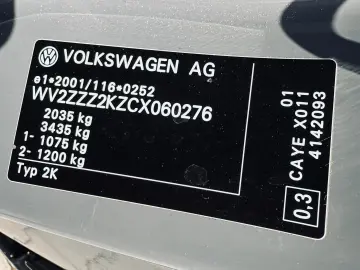 VOLKSWAGEN AG
e1*2001/116*0252
WV2ZZZ2KZCX060276
2035 kg
3435 kg
1- 1075 kg
2- 1200 kg
Typ 2K
CAYE X011 01
4142093
0,3